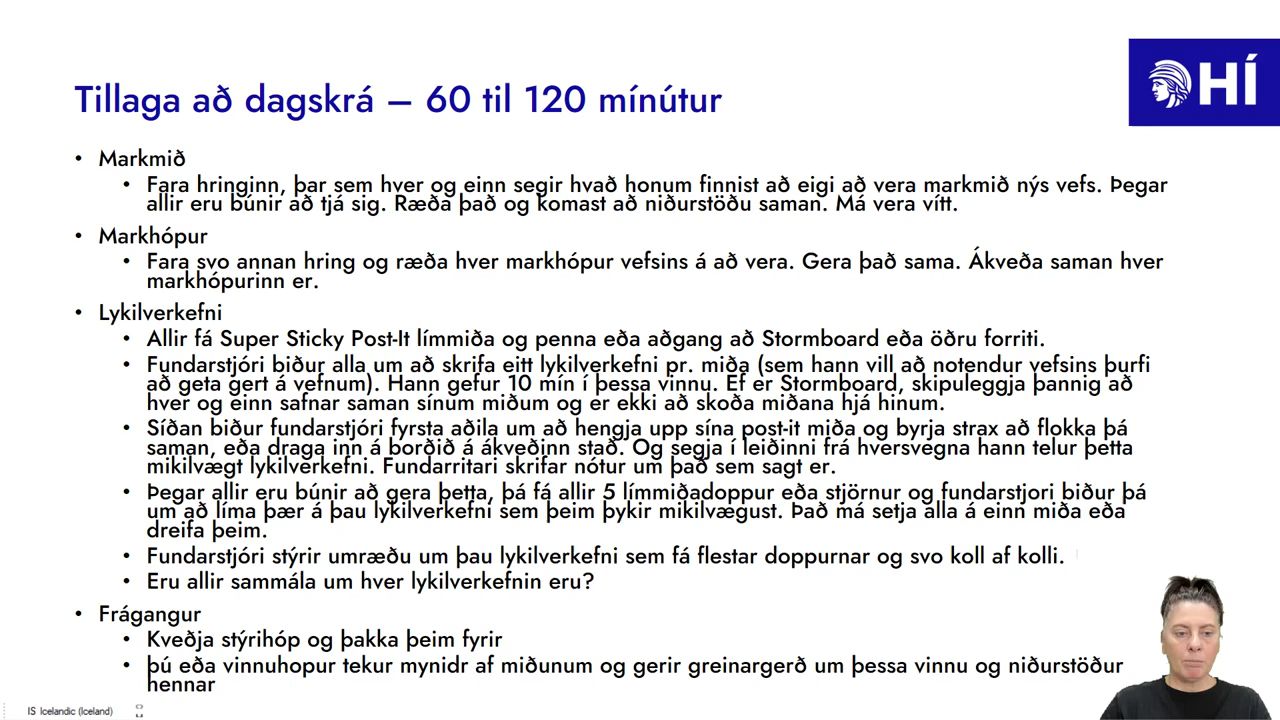 Tillaga að dagskrá – 60 til 120 mínútur
HÍ
• Markmið
• Fara hringinn, þar sem hver og einn segir hvað honum finnist að eigi að vera markmið nýs vefs. Þegar
allir eru búnir að tjá sig. Ræða það og komast að niðurstöðu saman. Má vera vítt.
• Markhópur
• Fara svo annan hring og ræða hver markhópur vefsins á að vera. Gera það sama. Ákveða saman hver
markhópurinn er.
• Lykilverkefni
• Allir fá Super Sticky Post-It límmiða og penna eða aðgang að Stormboard eða öðru forriti.
• Fundarstjóri biður alla um að skrifa eitt lykilverkefni pr. miða (sem hann vill að notendur vefsins þurfi
að geta gert á vefnum). Hann gefur 10 mín í þessa vinnu. Ef er Stormboard, skipuleggja þannig að
hver og einn safnar saman sínum miðum og er ekki að skoða miðana hjá hinum.
• Síðan biður fundarstjóri fyrsta aðila um að hengja upp sína post-it miða og byrja strax að flokka þá
saman, eða draga inn á borðið á ákveðinn stað. Og segja í leiðinni frá hversvegna hann telur þetta
mikilvægt lykilverkefni. Fundarritari skrifar nótur um það sem sagt er.
• Þegar allir eru búnir að gera þetta, þá fá allir 5 límmiðadoppur eða stjörnur og fundarstjori biður þá
um að líma þær á þau lykilverkefni sem þeim þykir mikilvægust. Það má setja alla á einn miða eða
dreifa þeim.
• Fundarstjóri stýrir umræðu um þau lykilverkefni sem fá flestar doppurnar og svo koll af kolli.
• Eru allir sammála um hver lykilverkefnin eru?
• Frágangur
• Kveðja stýrihóp og þakka þeim fyrir
• þú eða vinnuhopur tekur mynidr af miðunum og gerir greinargerð um þessa vinnu og niðurstöður
hennar
IS Icelandic (Iceland)